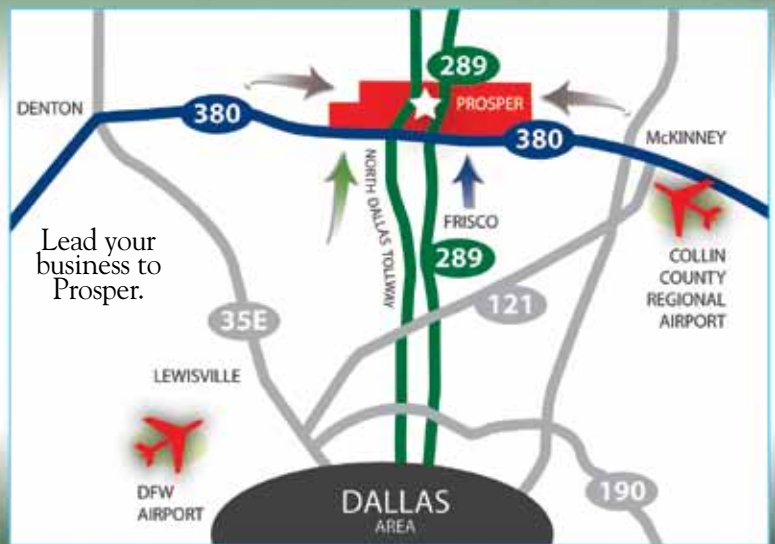 289
PROSPER
DENTON
380
380
McKINNEY
NORTH DALLAS TOLLWAY
FRISCO
Lead your
business to
Prosper.
289
COLLIN
COUNTY
REGIONAL
AIRPORT
121
35E
LEWISVILLE
DFW
AIRPORT
DALLAS
AREA
190